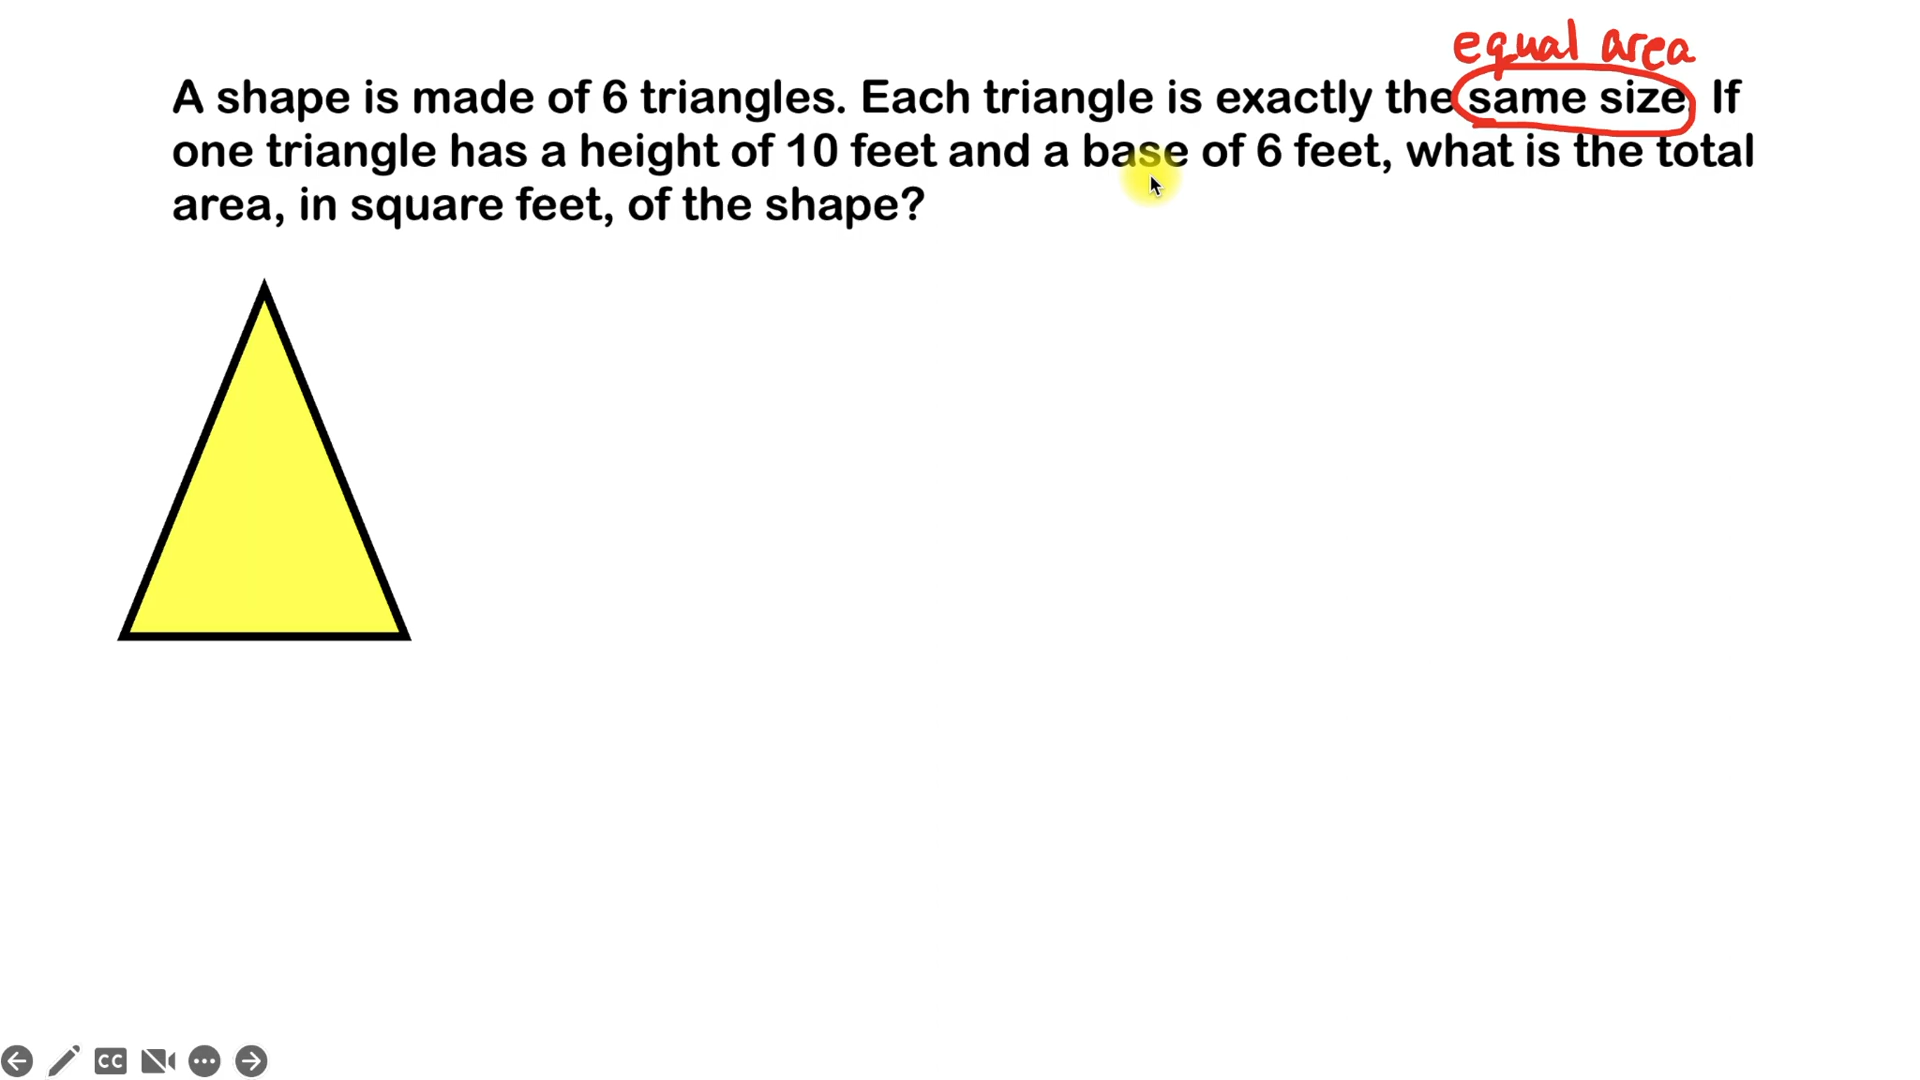 equal area
A shape is made of 6 triangles. Each triangle is exactly the same size. If
one triangle has a height of 10 feet and a base of 6 feet, what is the total
area, in square feet, of the shape?
CC